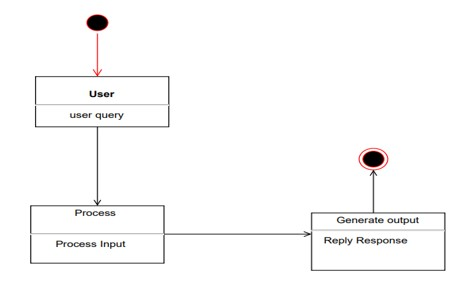 User
user query
Process
Process Input
Generate output
Reply Response